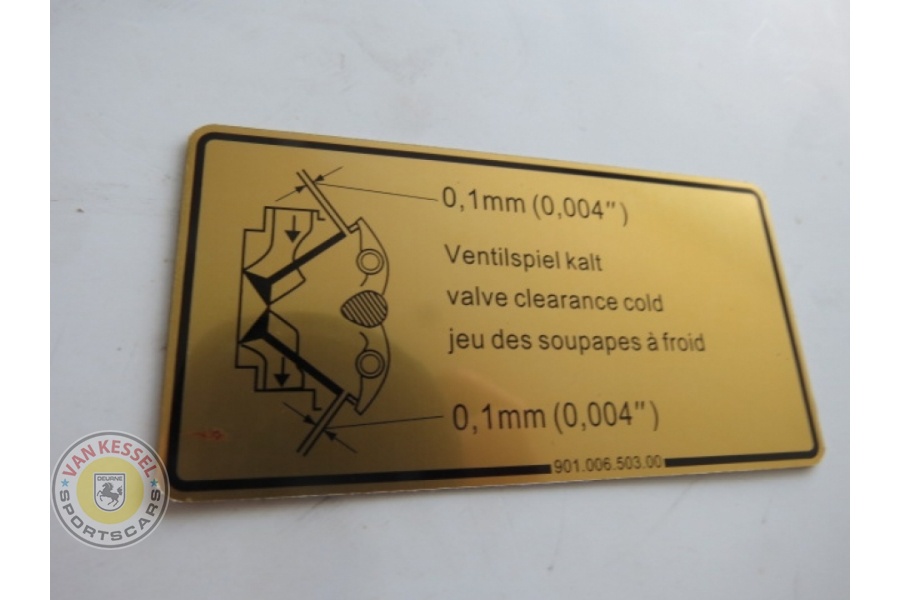 0,1mm (0,004")
Ventilspiel kalt
valve clearance cold
jeu des soupapes à froid
0,1mm (0,004")
901.006.503.00
VAN KESSEL
DEURNE
SPORTSCARS